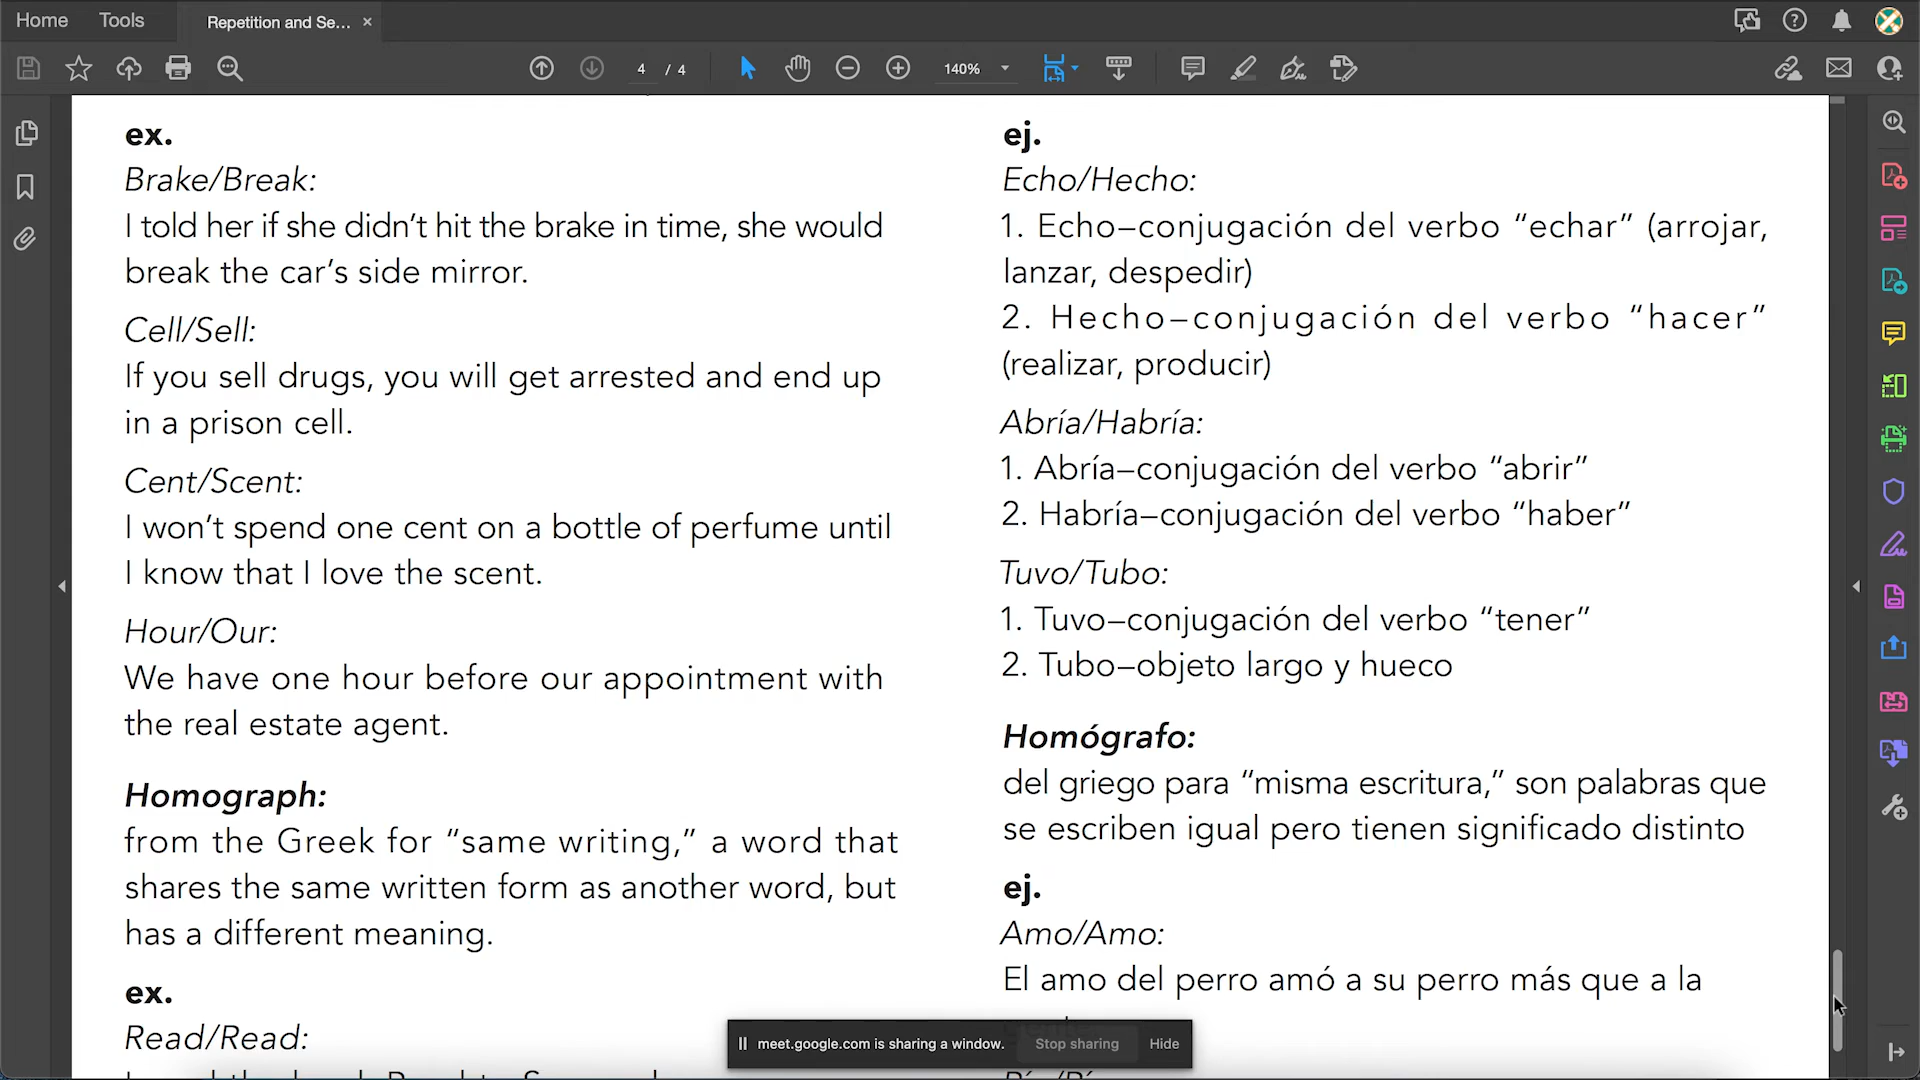 Home
Tools
Repetition and Se...
4 / 4
140%
ex.
Brake/Break:
I told her if she didn’t hit the brake in time, she would
break the car’s side mirror.
Cell/Sell:
If you sell drugs, you will get arrested and end up
in a prison cell.
Cent/Scent:
I won’t spend one cent on a bottle of perfume until
I know that I love the scent.
Hour/Our:
We have one hour before our appointment with
the real estate agent.
Homograph:
from the Greek for “same writing,” a word that
shares the same written form as another word, but
has a different meaning.
ex.
Read/Read:
ej.
Echo/Hecho:
1. Echo–conjugación del verbo “echar” (arrojar,
lanzar, despedir)
2. Hecho–conjugación del verbo “hacer”
(realizar, producir)
Abría/Habría:
1. Abría–conjugación del verbo “abrir”
2. Habría–conjugación del verbo “haber”
Tuvo/Tubo:
1. Tuvo–conjugación del verbo “tener”
2. Tubo–objeto largo y hueco
Homógrafo:
del griego para “misma escritura,” son palabras que
se escriben igual pero tienen significado distinto
ej.
Amo/Amo:
El amo del perro amó a su perro más que a la
meet.google.com is sharing a window.
Stop sharing
Hide